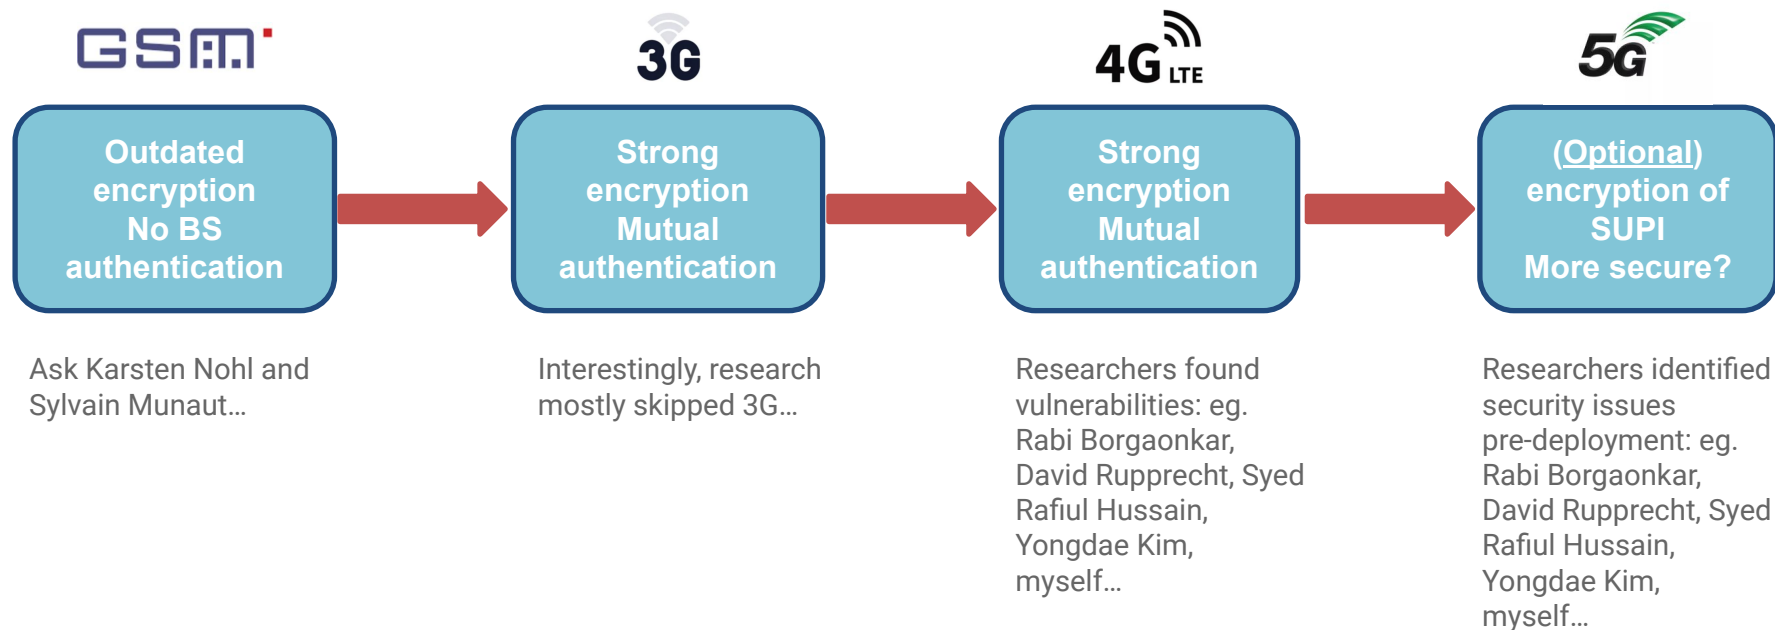 GSM
3G
4G LTE
5G
Outdated
encryption
No BS
authentication
Strong
encryption
Mutual
authentication
Strong
encryption
Mutual
authentication
(Optional)
encryption of
SUPI
More secure?
Ask Karsten Nohl and
Sylvain Munaut…
Interestingly, research
mostly skipped 3G…
Researchers found
vulnerabilities: eg.
Rabi Borgaonkar,
David Rupprecht, Syed
Rafiul Hussain,
Yongdae Kim,
myself…
Researchers identified
security issues
pre-deployment: eg.
Rabi Borgaonkar,
David Rupprecht, Syed
Rafiul Hussain,
Yongdae Kim,
myself…